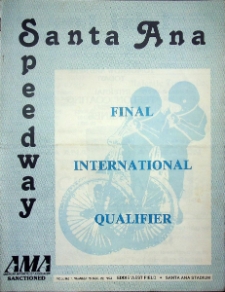 Santa Ana
Speedway
FINAL
INTERNATIONAL
QUALIFIER
AMA
SANCTIONED
SANTA ANA STADIUM